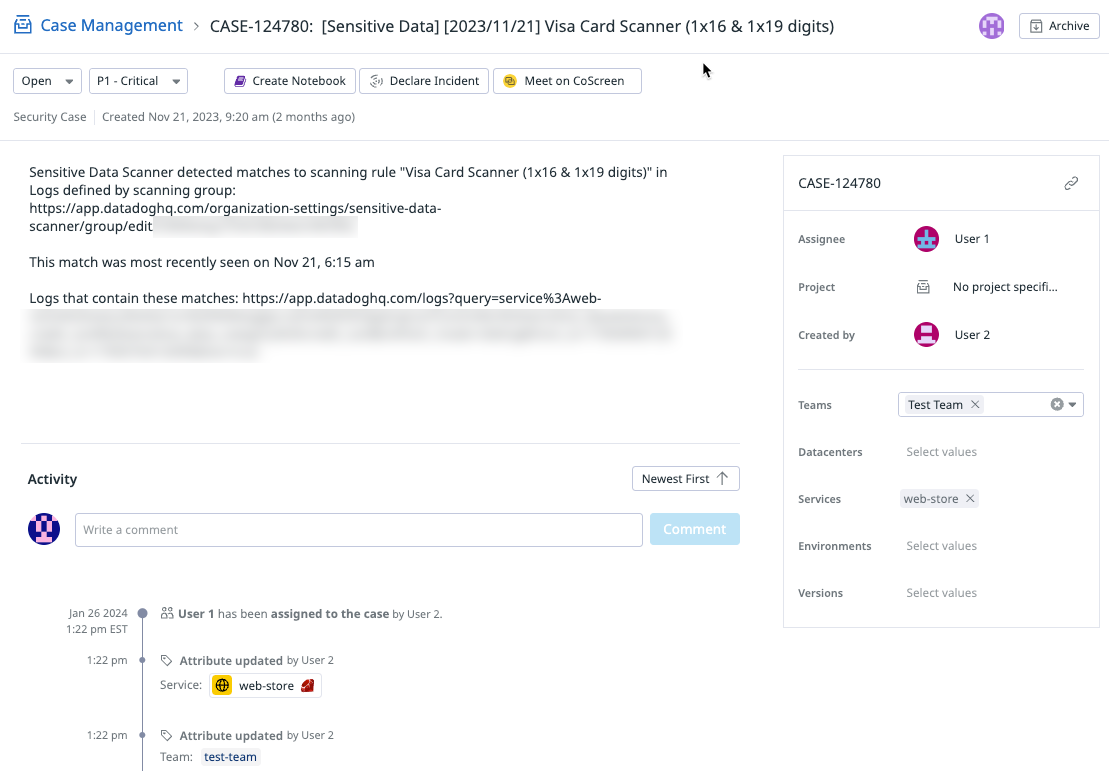 Case Management › CASE-124780: [Sensitive Data] [2023/11/21] Visa Card Scanner (1x16 & 1x19 digits)
Archive
Open
P1 - Critical
Create Notebook
Declare Incident
Meet on CoScreen
Security Case
Created Nov 21, 2023, 9:20 am (2 months ago)
Sensitive Data Scanner detected matches to scanning rule "Visa Card Scanner (1x16 & 1x19 digits)" in
Logs defined by scanning group:
https://app.datadoghq.com/organization-settings/sensitive-data-
scanner/group/edit
This match was most recently seen on Nov 21, 6:15 am
Logs that contain these matches: https://app.datadoghq.com/logs?query=service%3Aweb-
CASE-124780
Assignee
User 1
Project
No project specifi...
Created by
User 2
Teams
Test Team
Datacenters
Select values
Services
web-store
Environments
Select values
Versions
Select values
Activity
Newest First
Write a comment
Comment
Jan 26 2024
1:22 pm EST
User 1 has been assigned to the case by User 2.
1:22 pm
Attribute updated by User 2
Service: web-store
1:22 pm
Attribute updated by User 2
Team: test-team